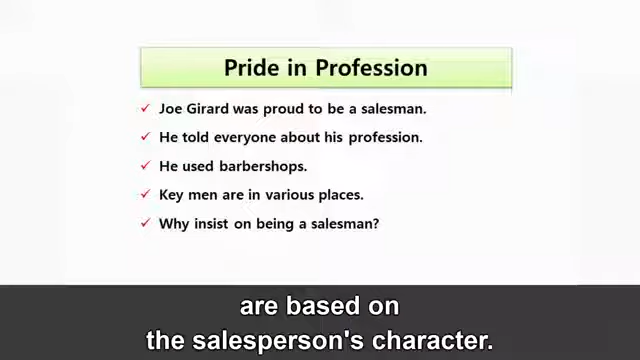 Pride in Profession
✓ Joe Girard was proud to be a salesman.
✓ He told everyone about his profession.
✓ He used barbershops.
✓ Key men are in various places.
✓ Why insist on being a salesman?
are based on
the salesperson's character.